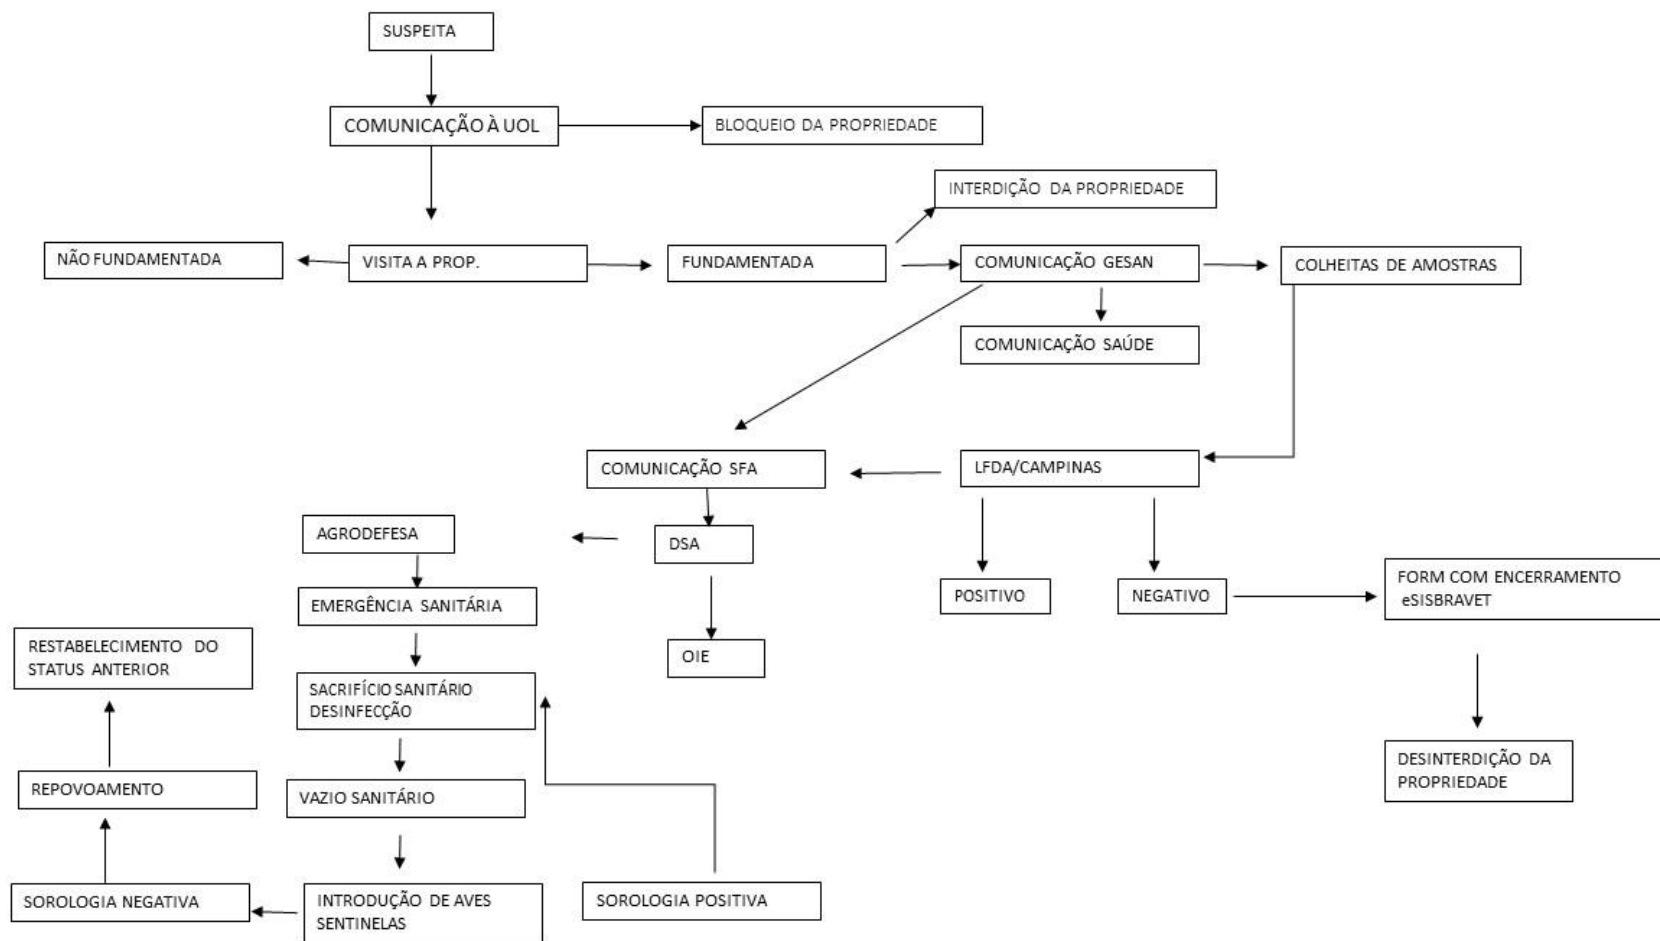 SUSPEITA
COMUNICAÇÃO À UOL
BLOQUEIO DA PROPRIEDADE
INTERDIÇÃO DA PROPRIEDADE
NÃO FUNDAMENTADA
VISITA A PROP.
FUNDAMENTADA
COMUNICAÇÃO GESAN
COLHEITAS DE AMOSTRAS
COMUNICAÇÃO SAÚDE
COMUNICAÇÃO SFA
LFDA/CAMPINAS
AGRODEFESA
DSA
POSITIVO
NEGATIVO
FORM COM ENCERRAMENTO
eSISBRAVET
EMERGÊNCIA SANITÁRIA
OIE
RESTABELECIMENTO DO
STATUS ANTERIOR
SACRIFÍCIO SANITÁRIO
DESINFECÇÃO
DESINTERDIÇÃO DA
PROPRIEDADE
REPOVOAMENTO
VAZIO SANITÁRIO
SOROLOGIA NEGATIVA
INTRODUÇÃO DE AVES
SENTINELAS
SOROLOGIA POSITIVA